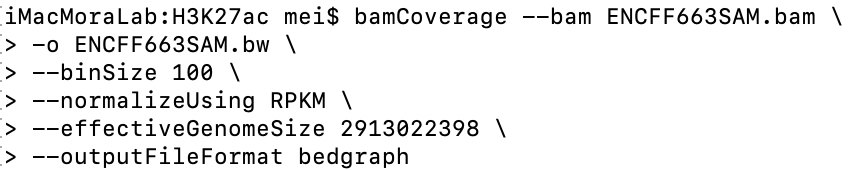 iMacMoraLab:H3K27ac mei$ bamCoverage --bam ENCFF663SAM.bam \
> -o ENCFF663SAM.bw \
> --binSize 100 \
> --normalizeUsing RPKM \
> --effectiveGenomeSize 2913022398 \
> --outputFileFormat bedgraph